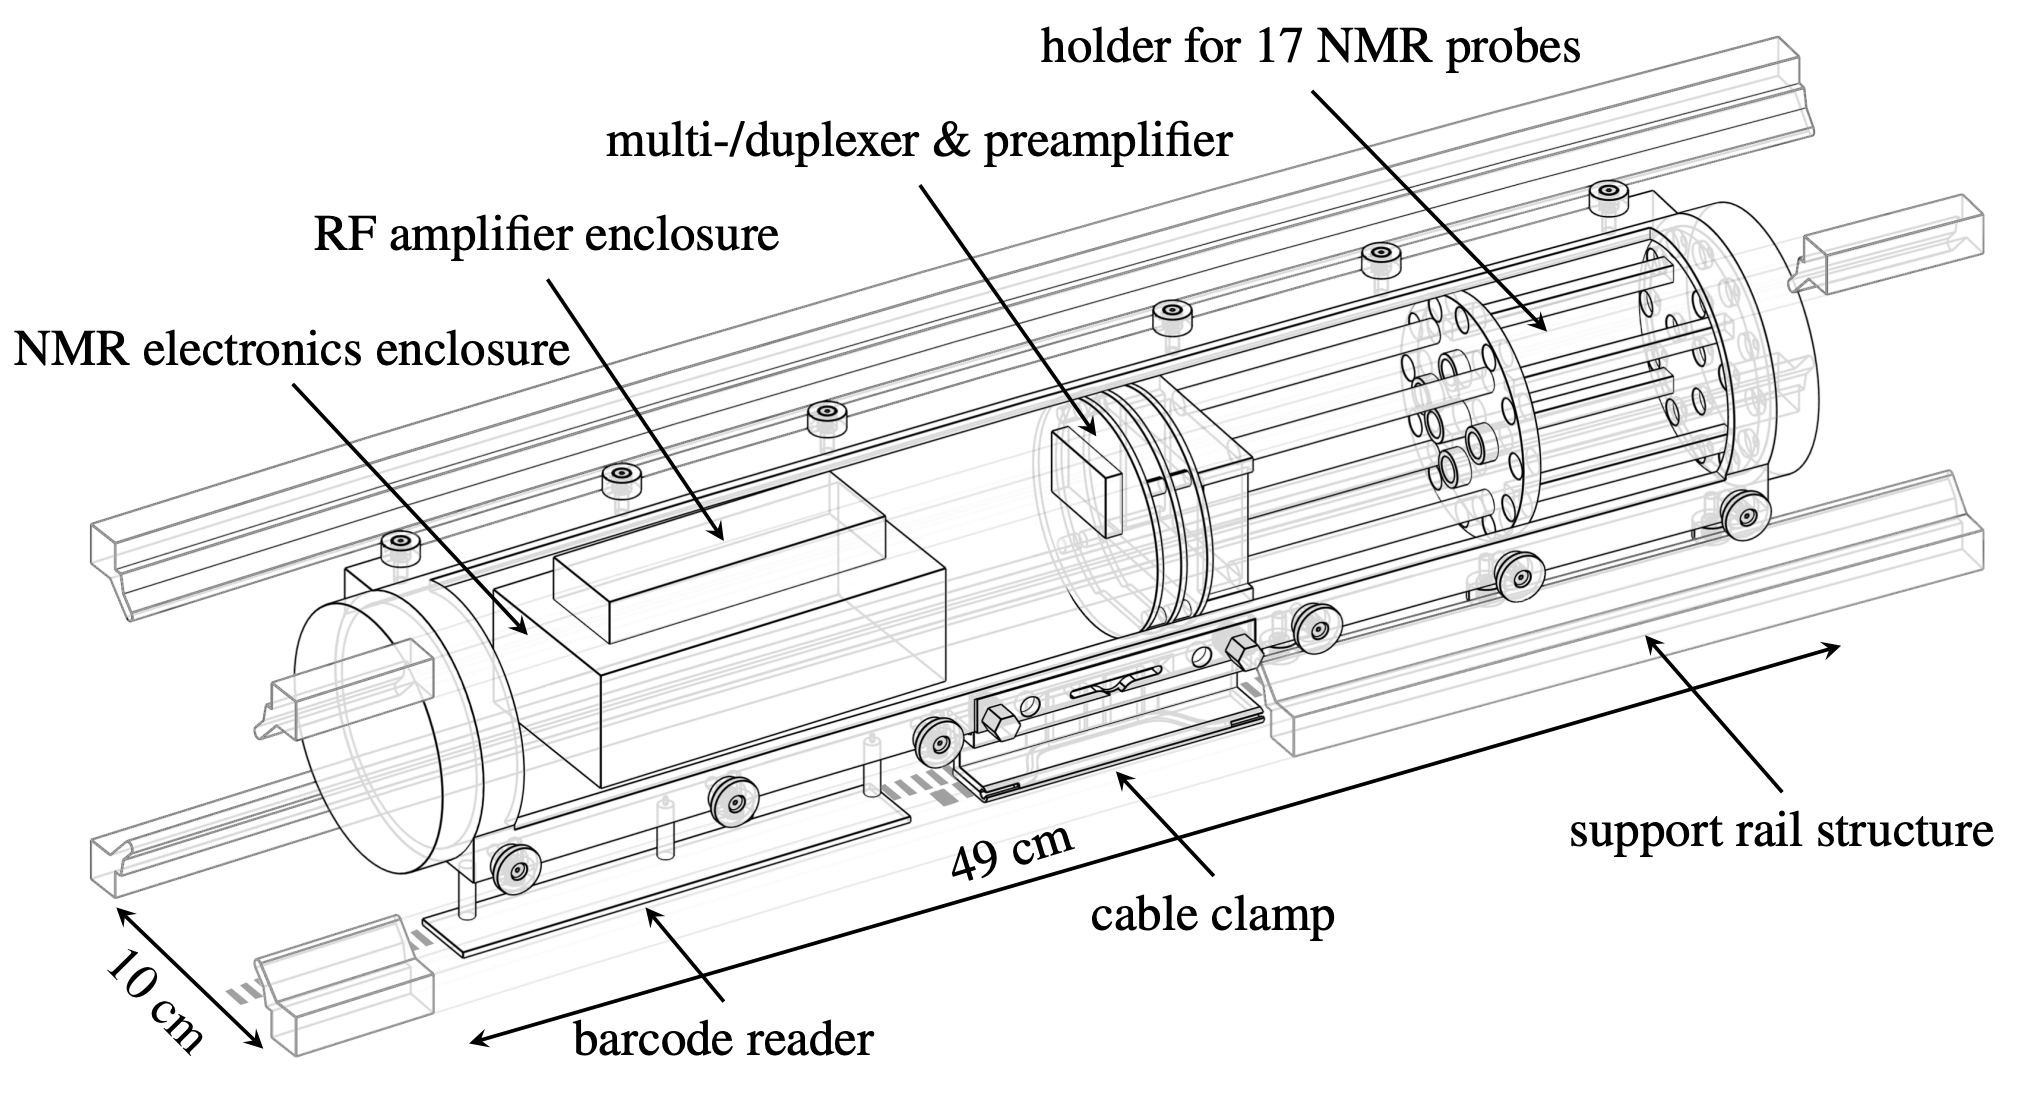 holder for 17 NMR probes
multi-/duplexer & preamplifier
RF amplifier enclosure
NMR electronics enclosure
support rail structure
49 cm
cable clamp
10 cm
barcode reader